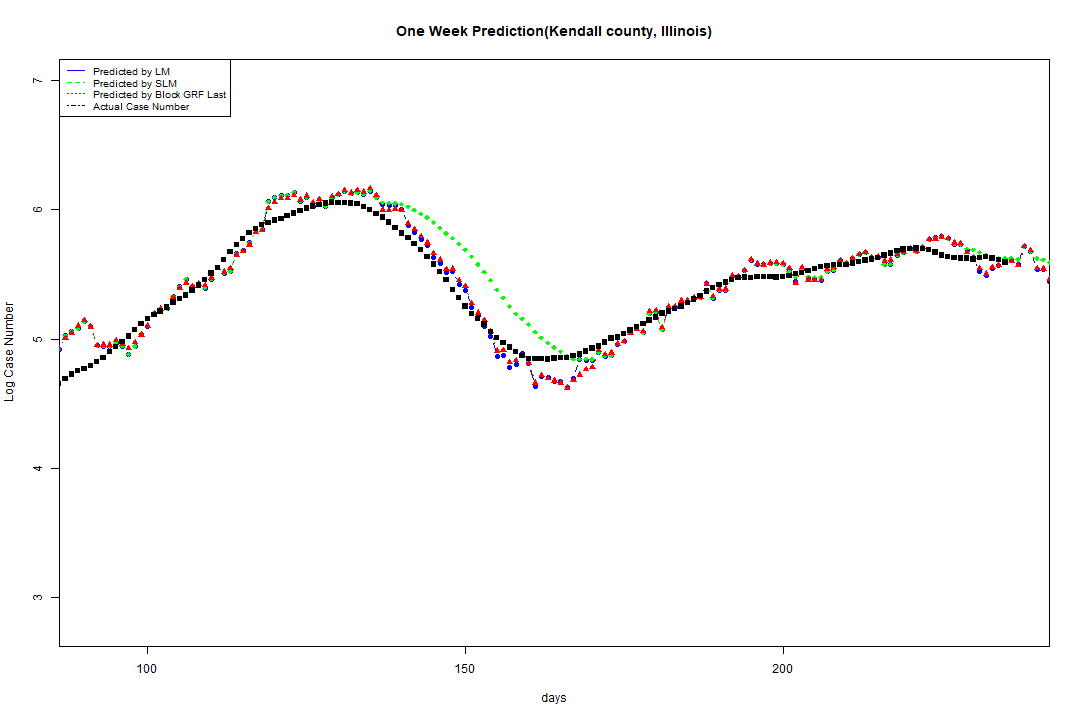 One Week Prediction(Kendall county, Illinois)
Predicted by LM
Predicted by SLM
Predicted by Block GRF Last
Actual Case Number
7
6
5
4
3
Log Case Number
100 150 200
days